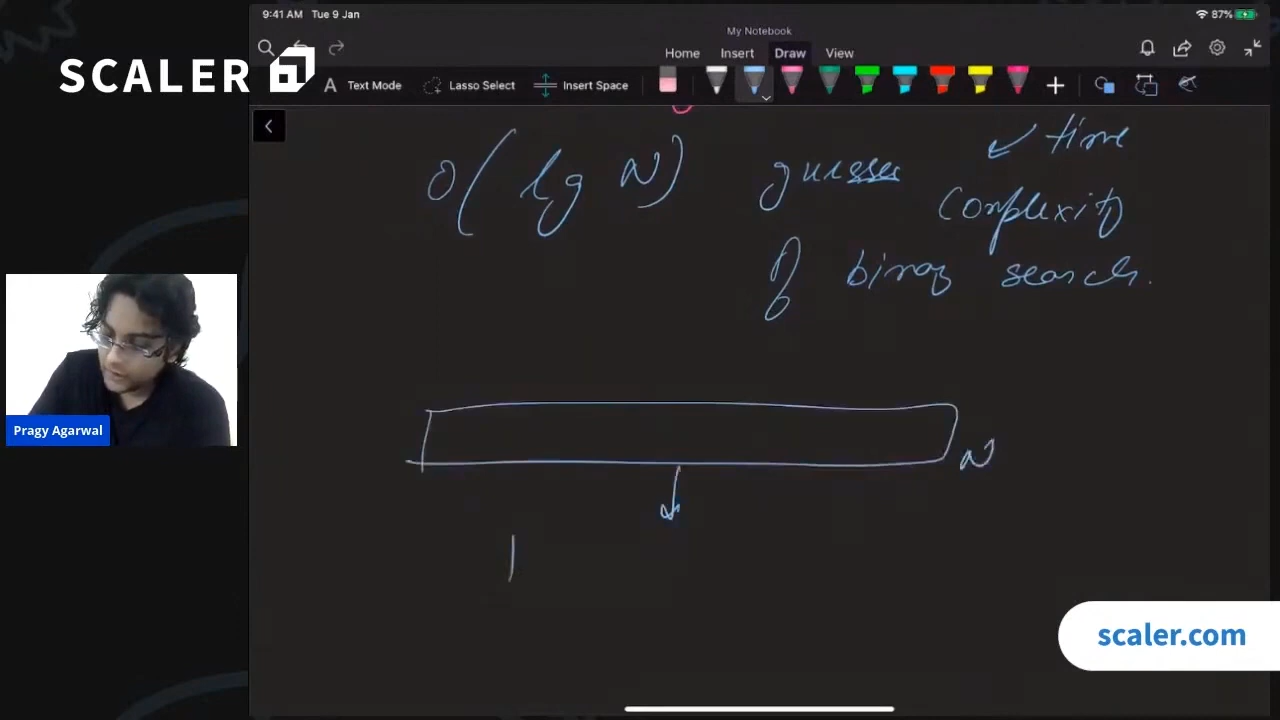 9:41 AM Tue 9 Jan
87%
My Notebook
SCALER
Home Insert Draw View
A Text Mode Lasso Select Insert Space
O(lg N) guesses
time
complexity
of binary search.
N
Pragy Agarwal
scaler.com